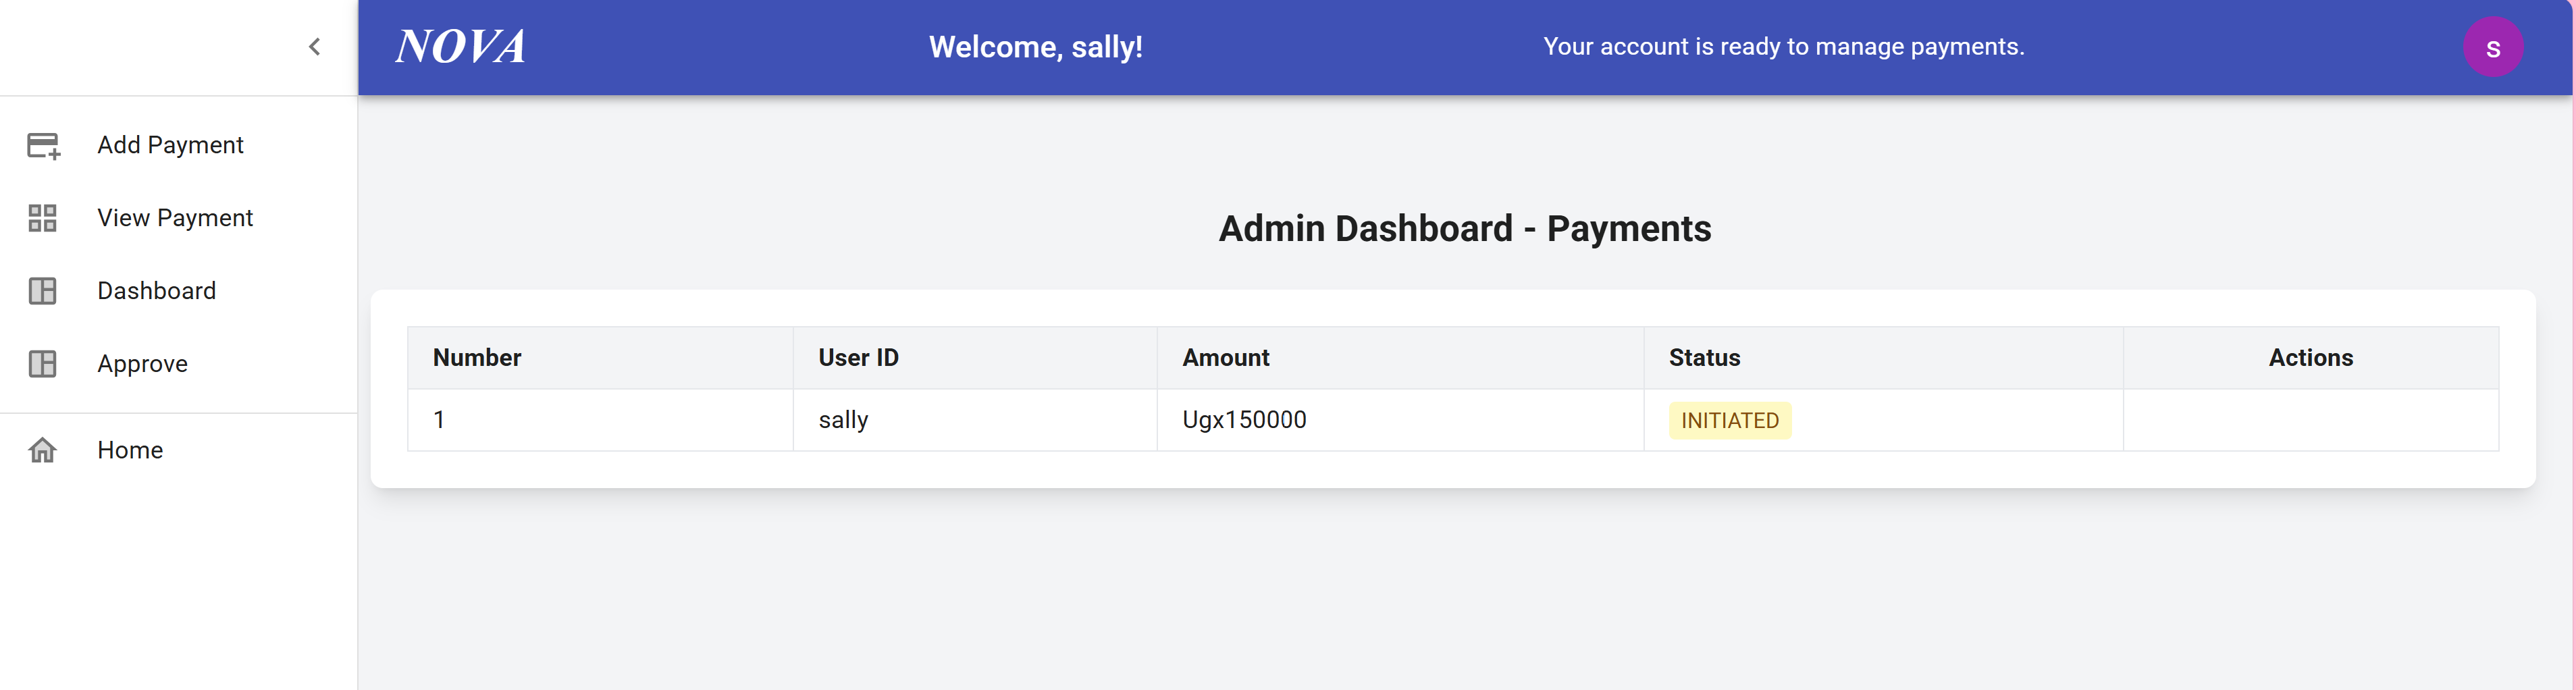 NOVA
Welcome, sally!
Your account is ready to manage payments.
S
Add Payment
View Payment
Dashboard
Approve
Home
Admin Dashboard - Payments
Number User ID Amount Status Actions
1 sally Ugx150000 INITIATED